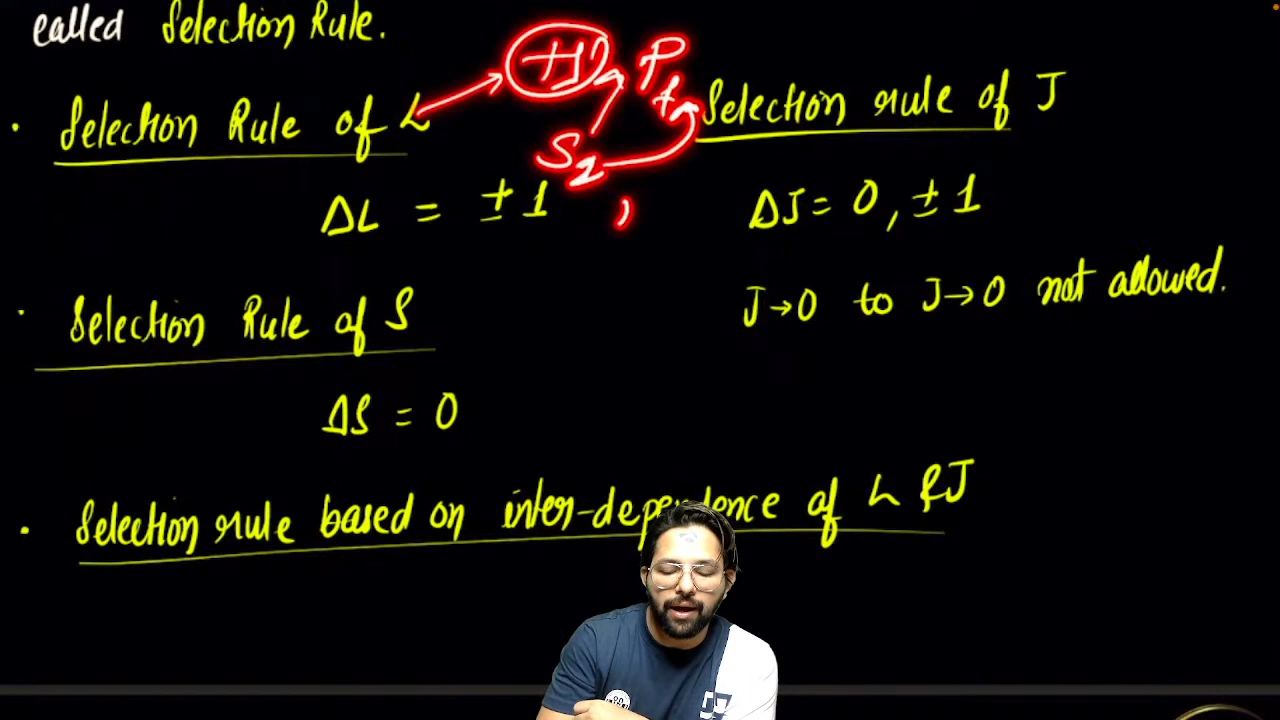 called Selection Rule.
• Selection Rule of L
ΔL = ± 1
Selection rule of J
ΔJ = 0, ± 1
J→0 to J→0 not allowed.
• Selection Rule of S
ΔS = 0
• Selection rule based on inter-dependence of L & J